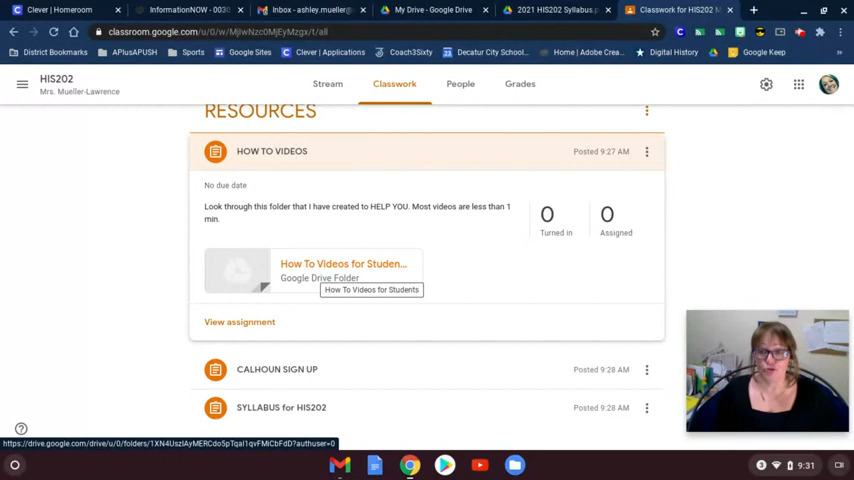 Clever | Homeroom
InformationNOW - 0030
Inbox - ashley.mueller@
My Drive - Google Drive
2021 HIS202 Syllabus.p
Classwork for HIS202 M
classroom.google.com/u/0/w/MjIwNzc0MjEyMzgx/t/all
District Bookmarks
APlusAPUSH
Sports
Google Sites
Clever | Applications
Coach3Sixty
Decatur City School...
Home | Adobe Crea...
Digital History
Google Keep
HIS202
Mrs. Mueller-Lawrence
Stream
Classwork
People
Grades
RESOURCES
HOW TO VIDEOS
Posted 9:27 AM
No due date
Look through this folder that I have created to HELP YOU. Most videos are less than 1
min.
0
Turned in
0
Assigned
How To Videos for Studen...
Google Drive Folder
How To Videos for Students
View assignment
CALHOUN SIGN UP
Posted 9:28 AM
SYLLABUS for HIS202
Posted 9:28 AM
https://drive.google.com/drive/u/0/folders/1XN4UszlAyMERCdo5pTqaI1qvFMiCbFdD?authuser=0
3
9:31